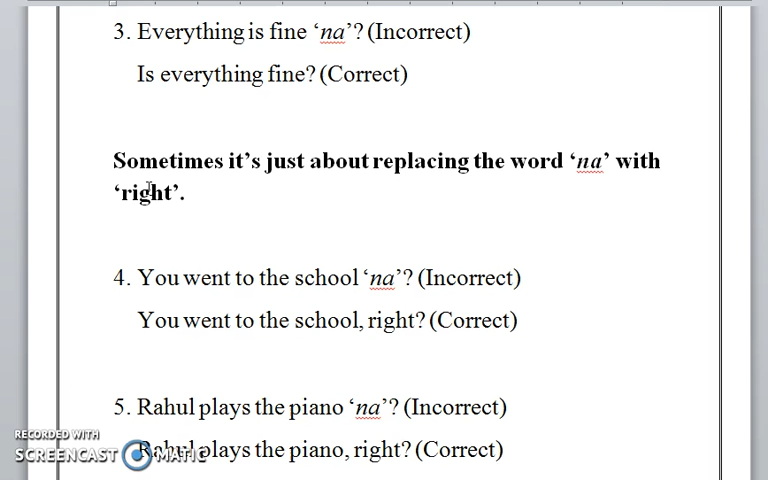 3. Everything is fine ‘na’? (Incorrect)
Is everything fine? (Correct)
Sometimes it’s just about replacing the word ‘na’ with
‘right’.
4. You went to the school ‘na’? (Incorrect)
You went to the school, right? (Correct)
5. Rahul plays the piano ‘na’? (Incorrect)
Rahul plays the piano, right? (Correct)
RECORDED WITH
SCREENCAST MATIC